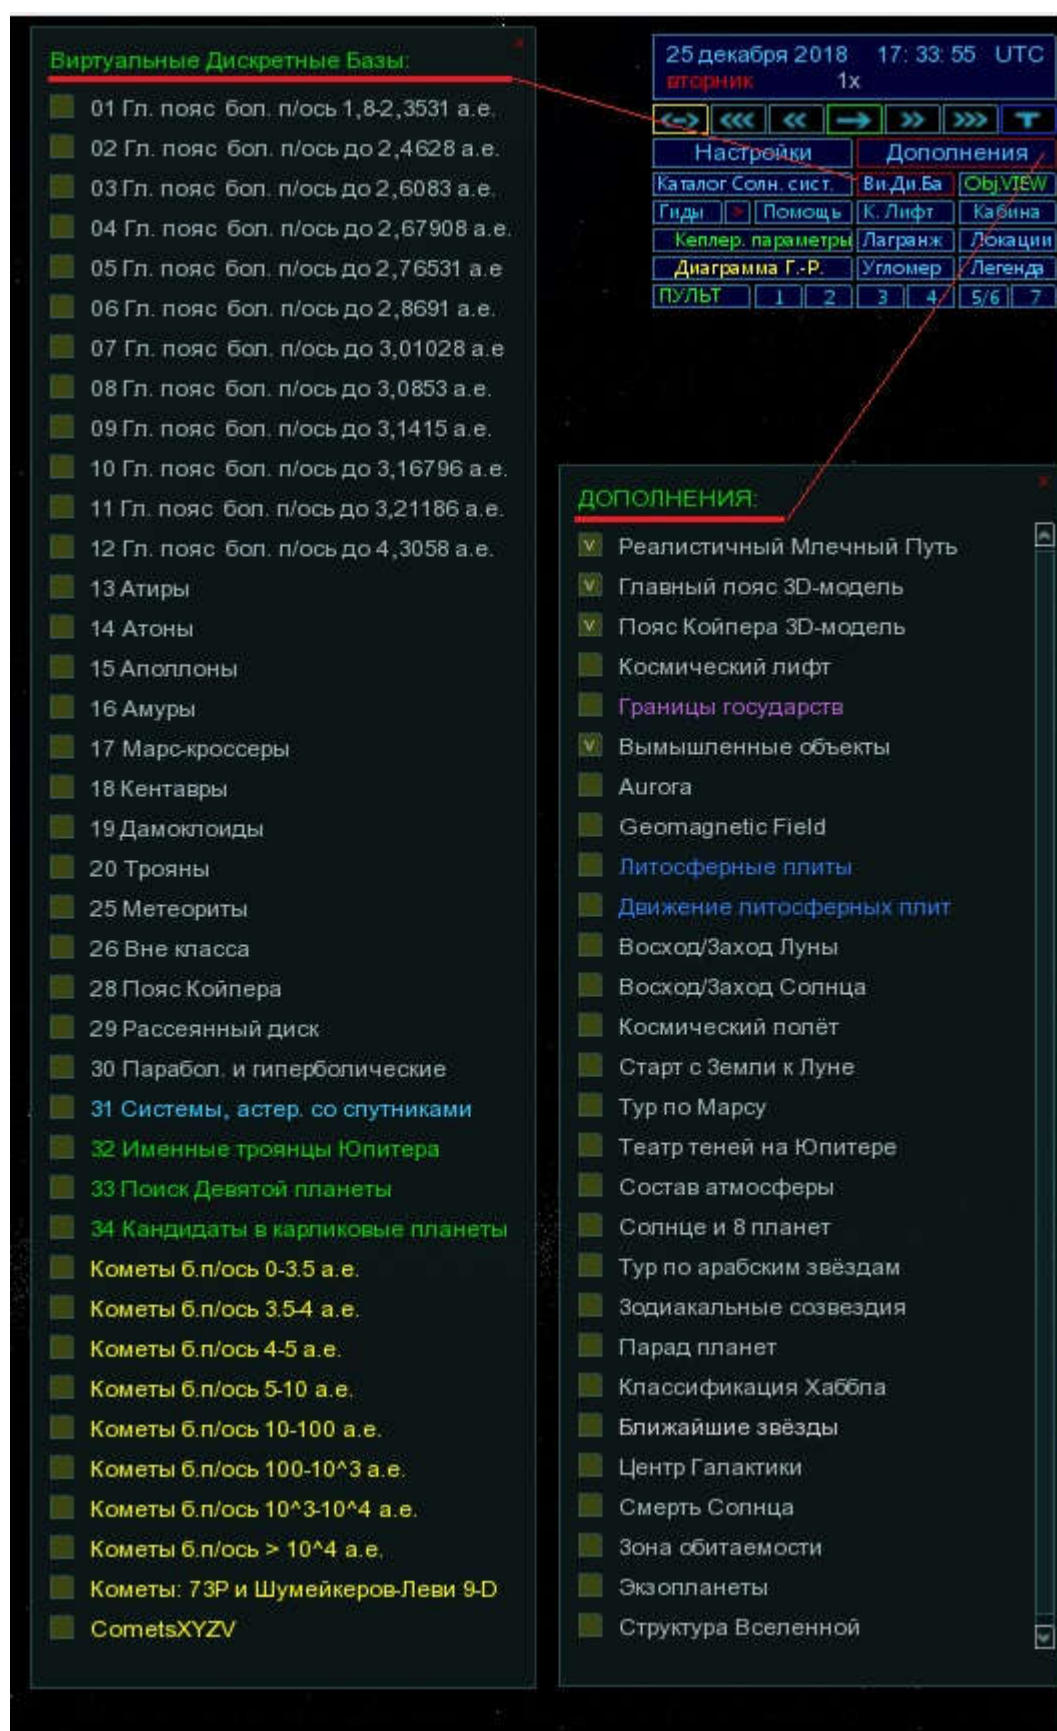 Виртуальные Дискретные Базы:
01 Гл. пояс бол. п/ось 1,8-2,3531 а.е.
02 Гл. пояс бол. п/ось до 2,4628 а.е.
03 Гл. пояс бол. п/ось до 2,6083 а.е.
04 Гл. пояс бол. п/ось до 2,67908 а.е.
05 Гл. пояс бол. п/ось до 2,76531 а.е
06 Гл. пояс бол. п/ось до 2,8691 а.е.
07 Гл. пояс бол. п/ось до 3,01028 а.е
08 Гл. пояс бол. п/ось до 3,0853 а.е.
09 Гл. пояс бол. п/ось до 3,1415 а.е.
10 Гл. пояс бол. п/ось до 3,16796 а.е.
11 Гл. пояс бол. п/ось до 3,21186 а.е.
12 Гл. пояс бол. п/ось до 4,3058 а.е.
13 Атиры
14 Атоны
15 Аполлоны
16 Амуры
17 Марс-кроссеры
18 Кентавры
19 Дамоклоиды
20 Трояны
25 Метеориты
26 Вне класса
28 Пояс Койпера
29 Рассеянный диск
30 Парабол. и гиперболические
31 Системы, астер. со спутниками
32 Именные троянцы Юпитера
33 Поиск Девятой планеты
34 Кандидаты в карликовые планеты
Кометы б.п/ось 0-3.5 а.е.
Кометы б.п/ось 3.5-4 а.е.
Кометы б.п/ось 4-5 а.е.
Кометы б.п/ось 5-10 а.е.
Кометы б.п/ось 10-100 а.е.
Кометы б.п/ось 100-10^3 а.е.
Кометы б.п/ось 10^3-10^4 а.е.
Кометы б.п/ось > 10^4 а.е.
Кометы: 73P и Шумейкеров-Леви 9-D
CometsXYZV
25 декабря 2018 17: 33: 55 UTC
вторник 1x
<-> <<< << → >> >>>
Настройки Дополнения
Каталог Солн. сист. Ви.Ди.Ба Obj.VIEW
Гиды > Помощь К. Лифт Кабина
Кеплер. параметры Лагранж Локации
Диаграмма Г.-Р. Угломер Легенда
ПУЛЬТ 1 2 3 4 5/6 7
ДОПОЛНЕНИЯ:
v Реалистичный Млечный Путь
v Главный пояс 3D-модель
v Пояс Койпера 3D-модель
Космический лифт
Границы государств
v Вымышленные объекты
Aurora
Geomagnetic Field
Литосферные плиты
Движение литосферных плит
Восход/Заход Луны
Восход/Заход Солнца
Космический полёт
Старт с Земли к Луне
Тур по Марсу
Театр теней на Юпитере
Состав атмосферы
Солнце и 8 планет
Тур по арабским звёздам
Зодиакальные созвездия
Парад планет
Классификация Хаббла
Ближайшие звёзды
Центр Галактики
Смерть Солнца
Зона обитаемости
Экзопланеты
Структура Вселенной